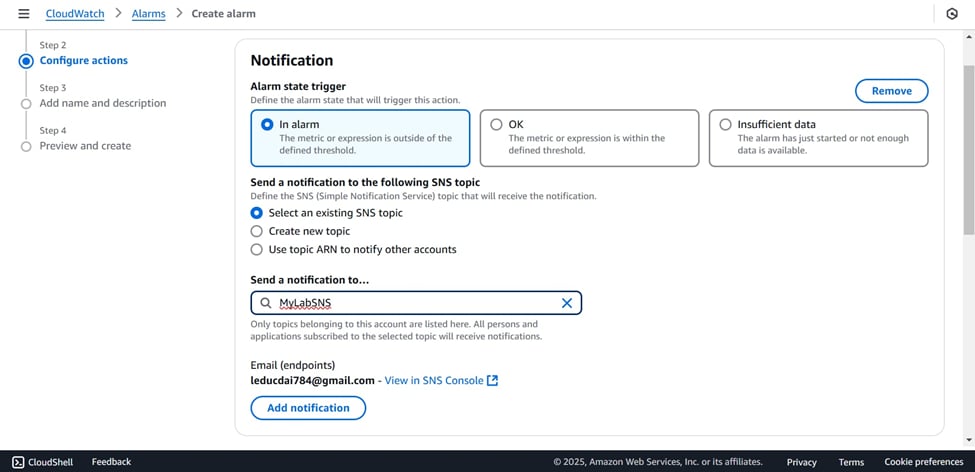 CloudWatch > Alarms > Create alarm
Step 2
Configure actions
Step 3
Add name and description
Step 4
Preview and create
Notification
Alarm state trigger
Define the alarm state that will trigger this action.
Remove
In alarm
The metric or expression is outside of the
defined threshold.
OK
The metric or expression is within the
defined threshold.
Insufficient data
The alarm has just started or not enough
data is available.
Send a notification to the following SNS topic
Define the SNS (Simple Notification Service) topic that will receive the notification.
Select an existing SNS topic
Create new topic
Use topic ARN to notify other accounts
Send a notification to…
MyLabSNS
Only topics belonging to this account are listed here. All persons and
applications subscribed to the selected topic will receive notifications.
Email (endpoints)
leducdai784@gmail.com - View in SNS Console
Add notification
CloudShell Feedback © 2025, Amazon Web Services, Inc. or its affiliates. Privacy Terms Cookie preferences